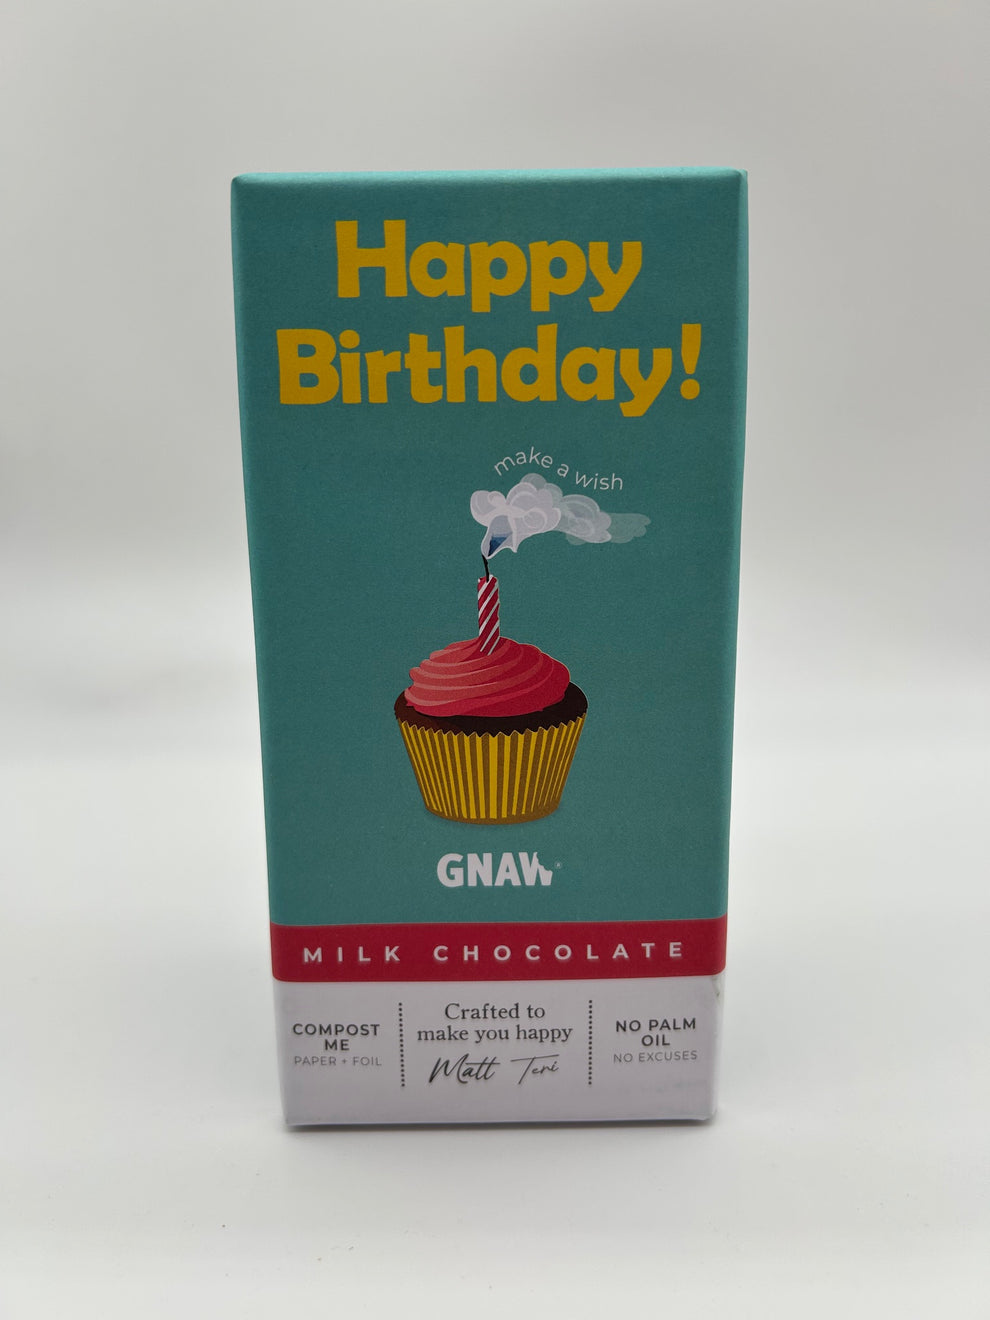 Happy
Birthday!
make a wish
GNAW®
MILK CHOCOLATE
COMPOST
ME
PAPER + FOIL
Crafted to
make you happy
Matt Teri
NO PALM
OIL
NO EXCUSES